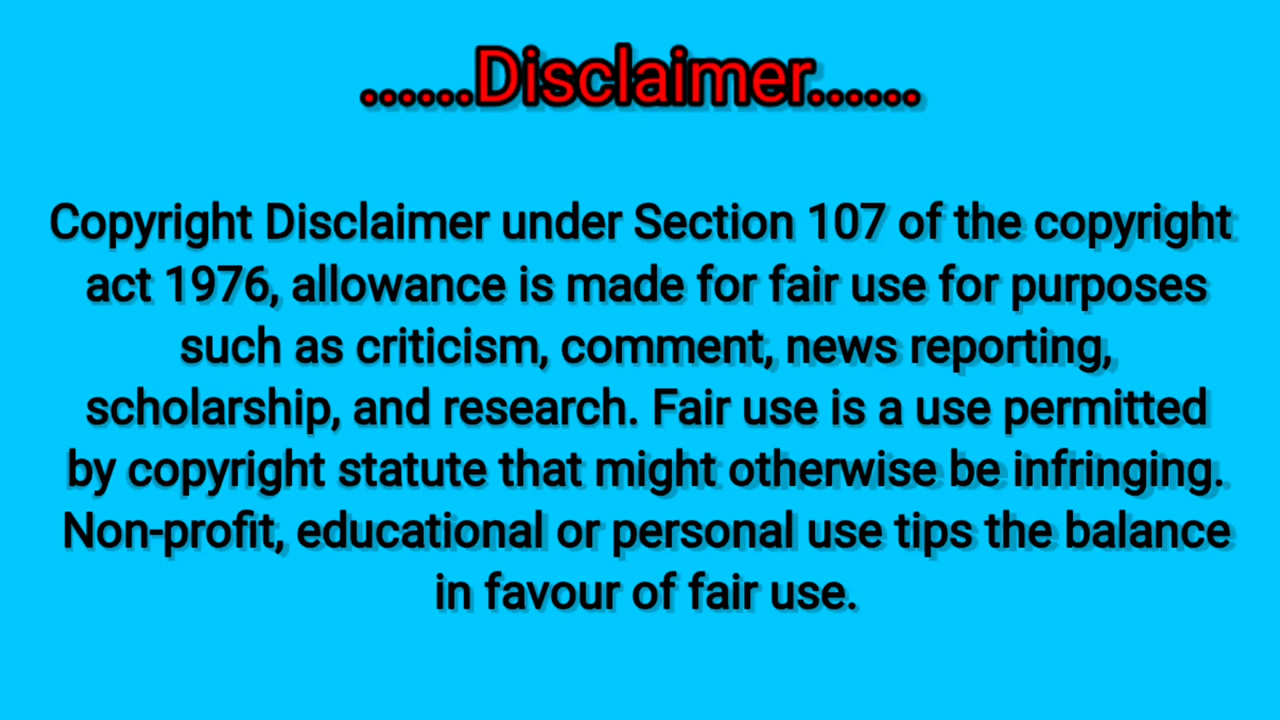 ......Disclaimer......
Copyright Disclaimer under Section 107 of the copyright
act 1976, allowance is made for fair use for purposes
such as criticism, comment, news reporting,
scholarship, and research. Fair use is a use permitted
by copyright statute that might otherwise be infringing.
Non-profit, educational or personal use tips the balance
in favour of fair use.